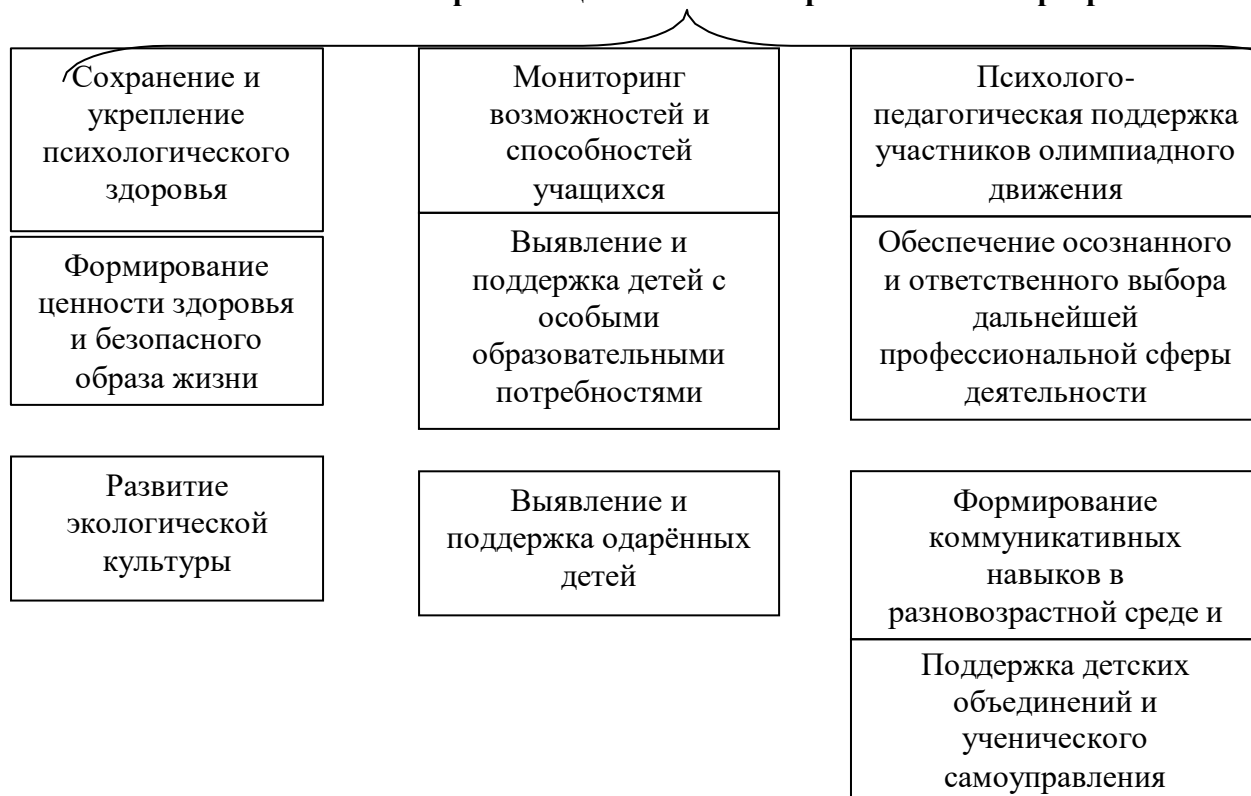 Сохранение и
укрепление
психологического
здоровья
Формирование
ценности здоровья
и безопасного
образа жизни
Развитие
экологической
культуры
Мониторинг
возможностей и
способностей
учащихся
Выявление и
поддержка детей с
особыми
образовательными
потребностями
Выявление и
поддержка одарённых
детей
Психолого-
педагогическая поддержка
участников олимпиадного
движения
Обеспечение осознанного
и ответственного выбора
дальнейшей
профессиональной сферы
деятельности
Формирование
коммуникативных
навыков в
разновозрастной среде и
Поддержка детских
объединений и
ученического
самоуправления